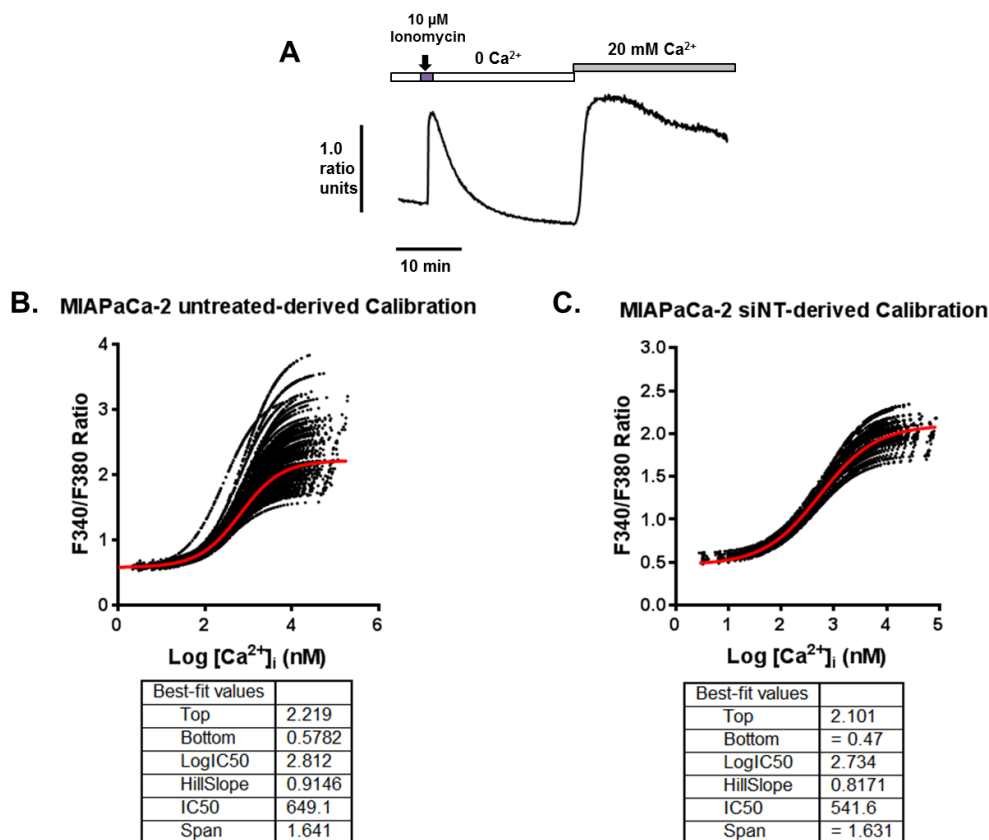 A
10 µM
Ionomycin
0 Ca²⁺
20 mM Ca²⁺
1.0
ratio
units
10 min
B. MIAPaCa-2 untreated-derived Calibration
F340/F380 Ratio
4
3
2
1
0
0 2 4 6
Log [Ca²⁺]ᵢ (nM)
Best-fit values
Top 2.219
Bottom 0.5782
LogIC50 2.812
HillSlope 0.9146
IC50 649.1
Span 1.641
C. MIAPaCa-2 siNT-derived Calibration
F340/F380 Ratio
3.0
2.5
2.0
1.5
1.0
0.5
0.0
0 1 2 3 4 5
Log [Ca²⁺]ᵢ (nM)
Best-fit values
Top 2.101
Bottom = 0.47
LogIC50 2.734
HillSlope 0.8171
IC50 541.6
Span = 1.631